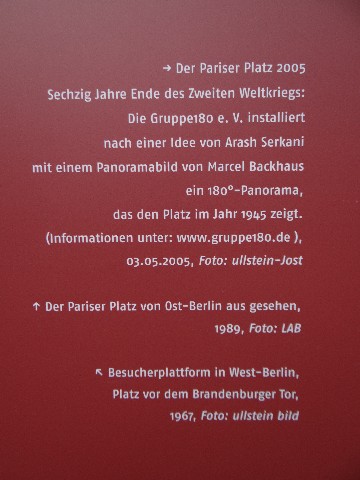 → Der Pariser Platz 2005
Sechzig Jahre Ende des Zweiten Weltkriegs:
Die Gruppe180 e. V. installiert
nach einer Idee von Arash Serkani
mit einem Panoramabild von Marcel Backhaus
ein 180°-Panorama,
das den Platz im Jahr 1945 zeigt.
(Informationen unter: www.gruppe180.de ),
03.05.2005, Foto: ullstein-Jost
↑ Der Pariser Platz von Ost-Berlin aus gesehen,
1989, Foto: LAB
↖ Besucherplattform in West-Berlin,
Platz vor dem Brandenburger Tor,
1967, Foto: ullstein bild